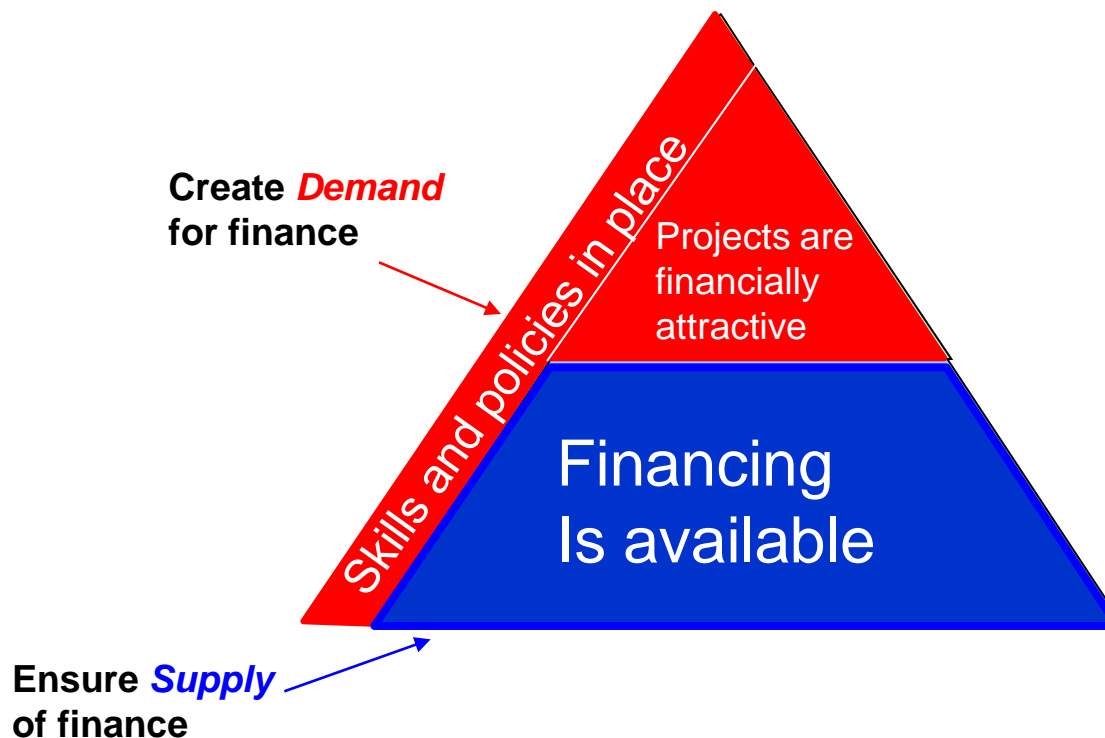 Create Demand
for finance
Skills and policies in place
Projects are
financially
attractive
Financing
Is available
Ensure Supply
of finance